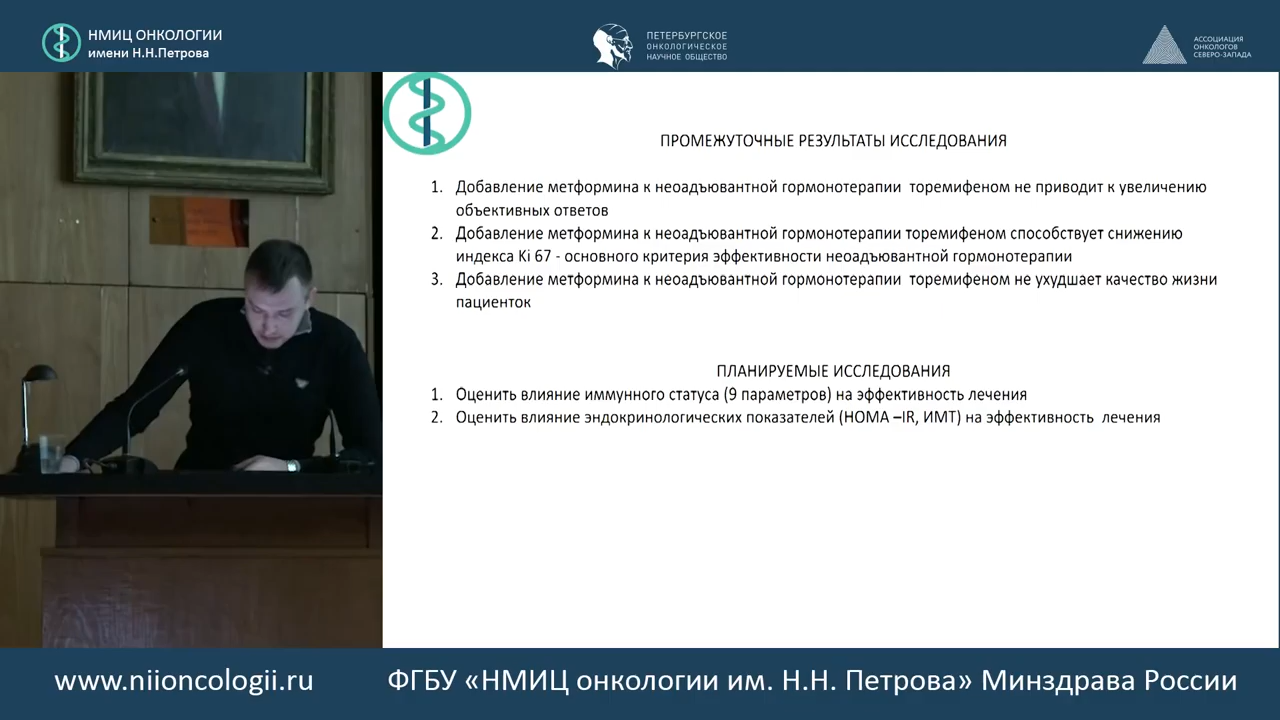 НМИЦ ОНКОЛОГИИ
имени Н.Н.Петрова
ПЕТЕРБУРГСКОЕ
ОНКОЛОГИЧЕСКОЕ
НАУЧНОЕ ОБЩЕСТВО
АССОЦИАЦИЯ
ОНКОЛОГОВ
СЕВЕРО-ЗАПАДА
ПРОМЕЖУТОЧНЫЕ РЕЗУЛЬТАТЫ ИССЛЕДОВАНИЯ
1. Добавление метформина к неоадъювантной гормонотерапии торемифеном не приводит к увеличению
объективных ответов
2. Добавление метформина к неоадъювантной гормонотерапии торемифеном способствует снижению
индекса Ki 67 - основного критерия эффективности неоадъювантной гормонотерапии
3. Добавление метформина к неоадъювантной гормонотерапии торемифеном не ухудшает качество жизни
пациенток
ПЛАНИРУЕМЫЕ ИССЛЕДОВАНИЯ
1. Оценить влияние иммунного статуса (9 параметров) на эффективность лечения
2. Оценить влияние эндокринологических показателей (HOMA –IR, ИМТ) на эффективность лечения
www.niioncologii.ru
ФГБУ «НМИЦ онкологии им. Н.Н. Петрова» Минздрава России